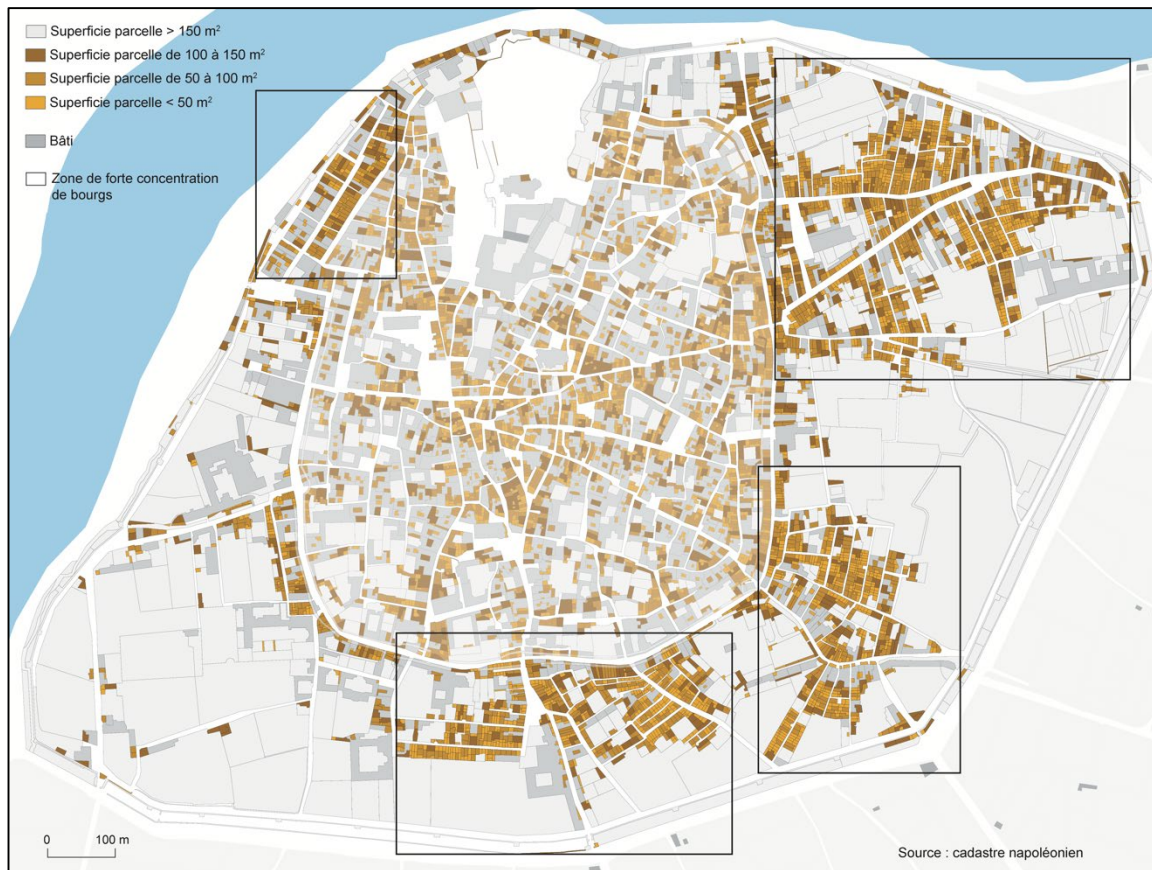 Superficie parcelle > 150 m²
Superficie parcelle de 100 à 150 m²
Superficie parcelle de 50 à 100 m²
Superficie parcelle < 50 m²
Bâti
Zone de forte concentration
de bourgs
0 100 m
Source : cadastre napoléonien